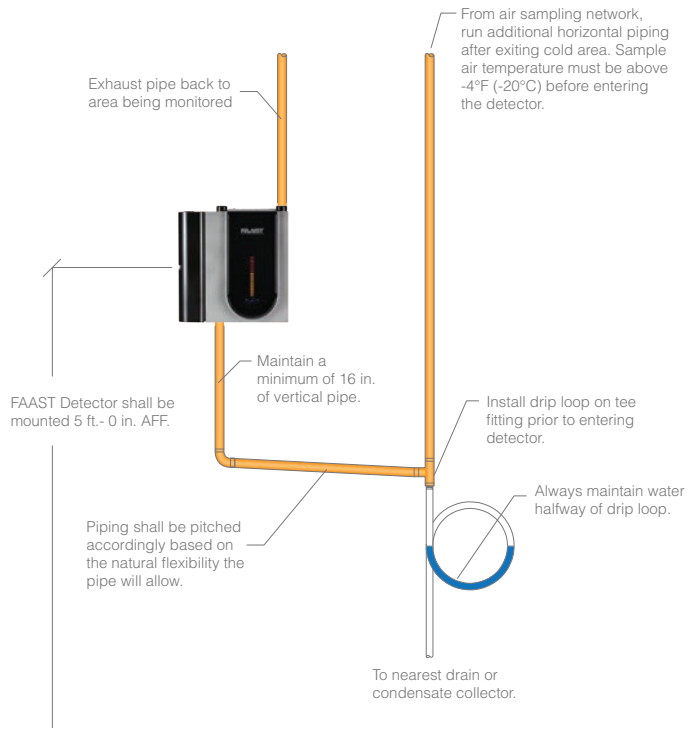 From air sampling network,
run additional horizontal piping
after exiting cold area. Sample
air temperature must be above
-4°F (-20°C) before entering
the detector.
Exhaust pipe back to
area being monitored
FAAST
Maintain a
minimum of 16 in.
of vertical pipe.
FAAST Detector shall be
mounted 5 ft.- 0 in. AFF.
Install drip loop on tee
fitting prior to entering
detector.
Always maintain water
halfway of drip loop.
Piping shall be pitched
accordingly based on
the natural flexibility the
pipe will allow.
To nearest drain or
condensate collector.